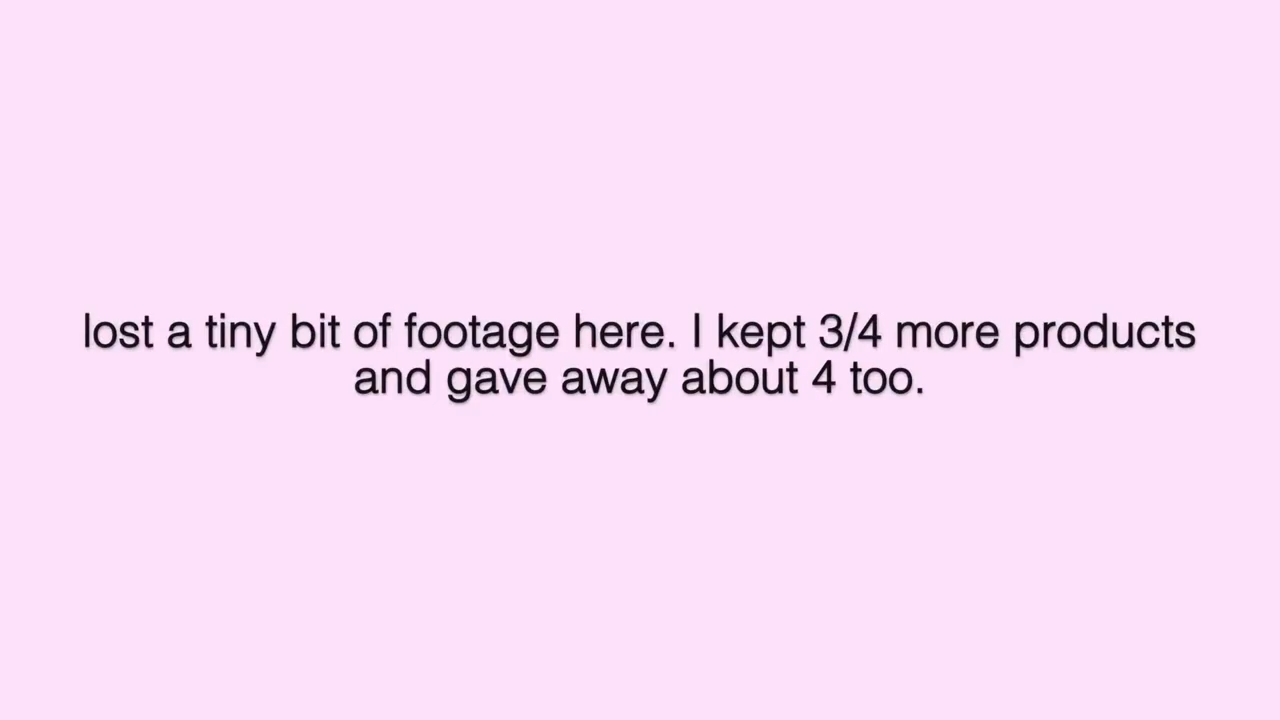 lost a tiny bit of footage here. I kept 3/4 more products
and gave away about 4 too.